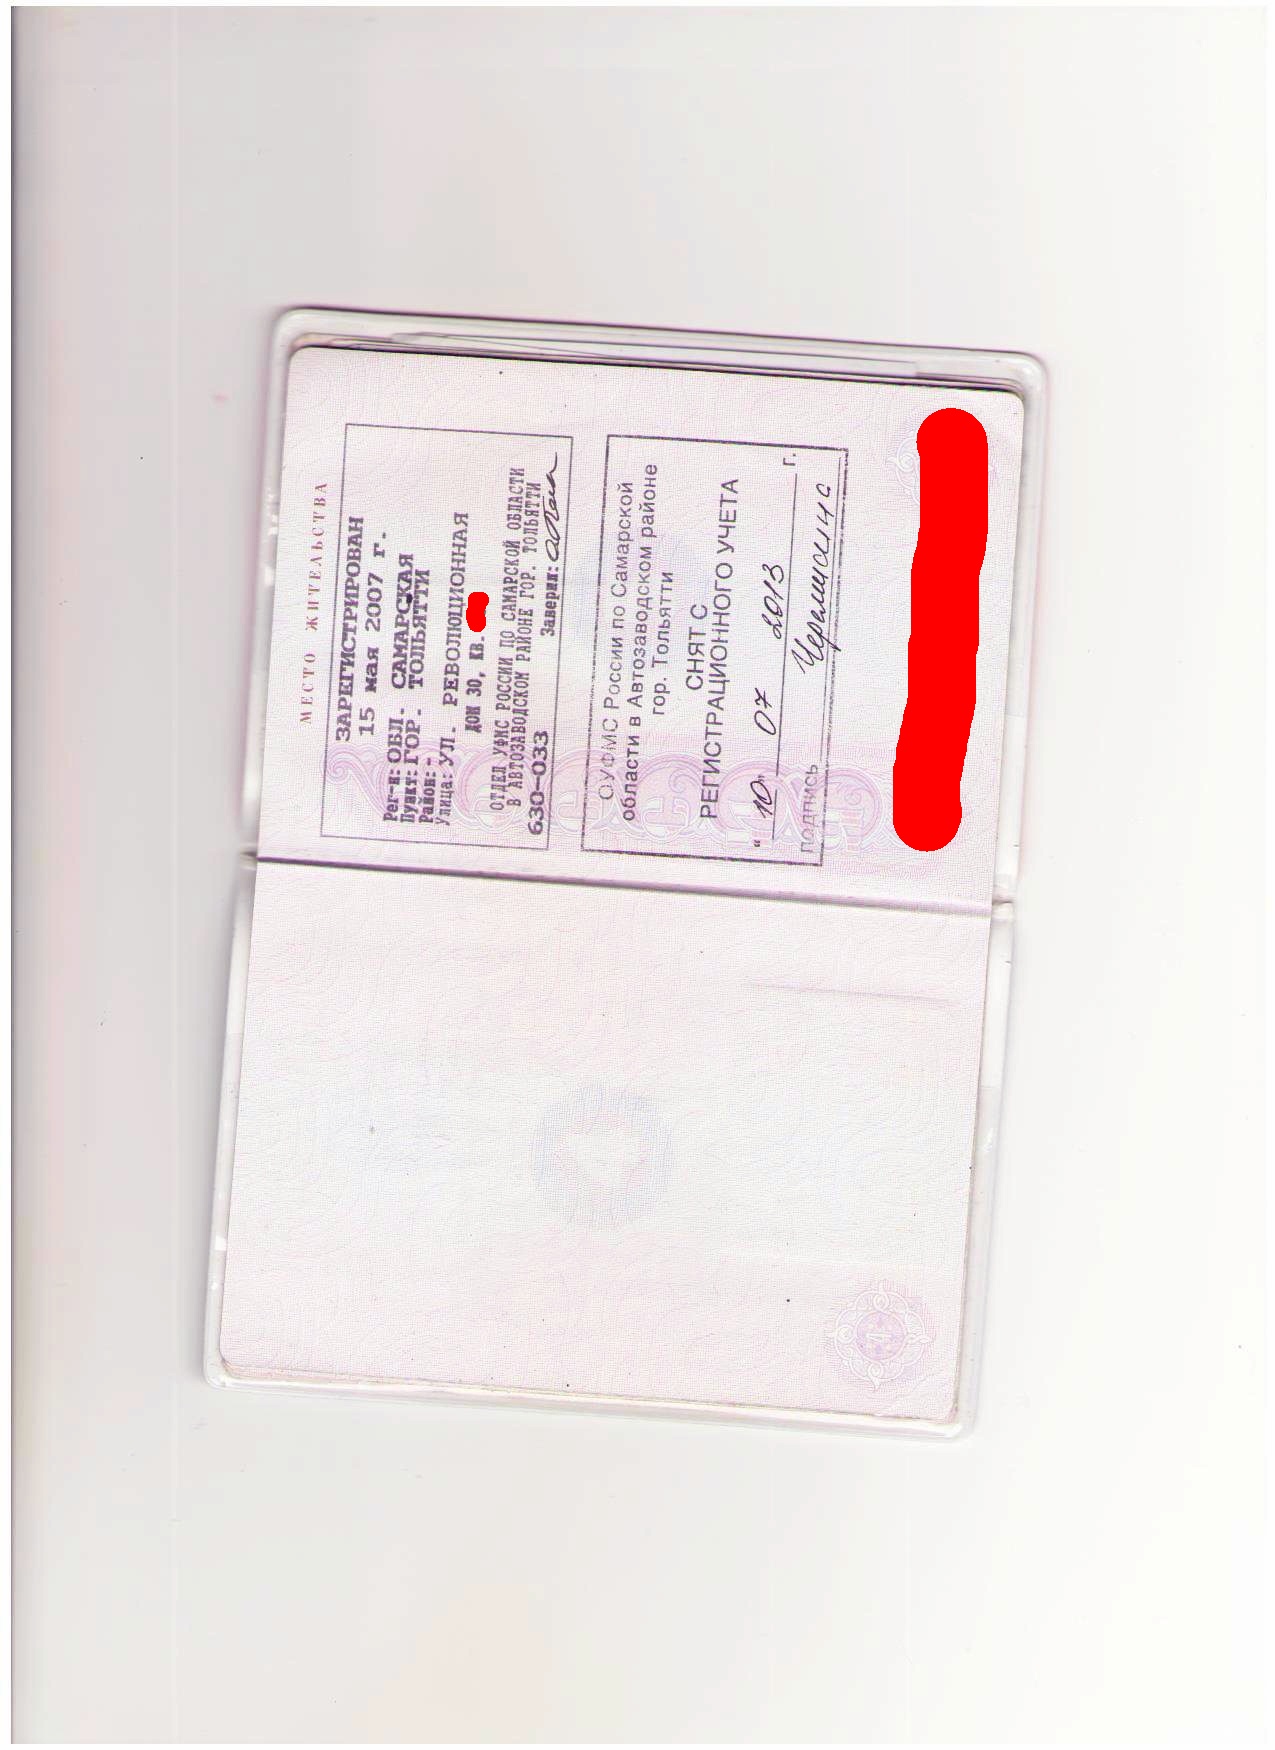 МЕСТО ЖИТЕЛЬСТВА
ЗАРЕГИСТРИРОВАН
15 мая 2007 г.
Рег-н: ОБЛ. САМАРСКАЯ
Пункт: ГОР. ТОЛЬЯТТИ
Район: -
Улица: УЛ. РЕВОЛЮЦИОННАЯ
ДОМ 30, КВ.
ОТДЕЛ УФМС РОССИИ ПО САМАРСКОЙ ОБЛАСТИ
В АВТОЗАВОДСКОМ РАЙОНЕ ГОР. ТОЛЬЯТТИ
630-033 Заверил:
ОУФМС России по Самарской
области в Автозаводском районе
гор. Тольятти
СНЯТ С
РЕГИСТРАЦИОННОГО УЧЕТА
"10" 07 2013 г.
подпись
14